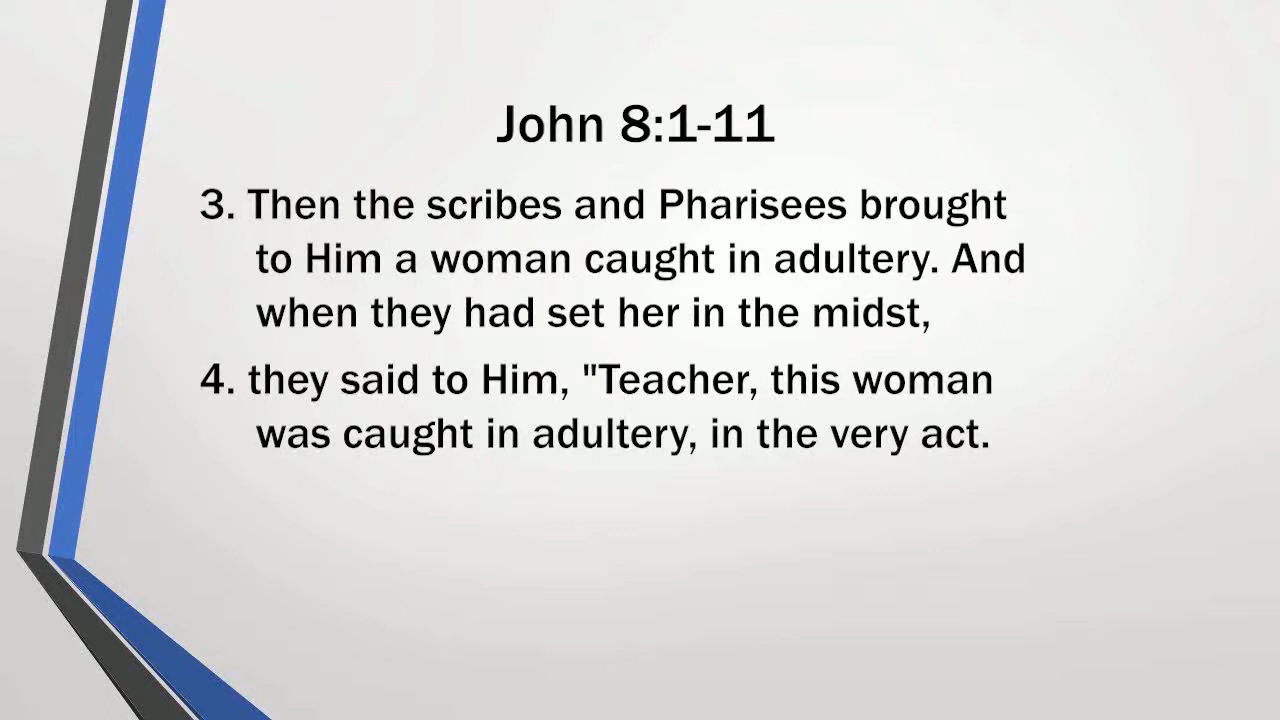 John 8:1-11
3. Then the scribes and Pharisees brought
to Him a woman caught in adultery. And
when they had set her in the midst,
4. they said to Him, "Teacher, this woman
was caught in adultery, in the very act.